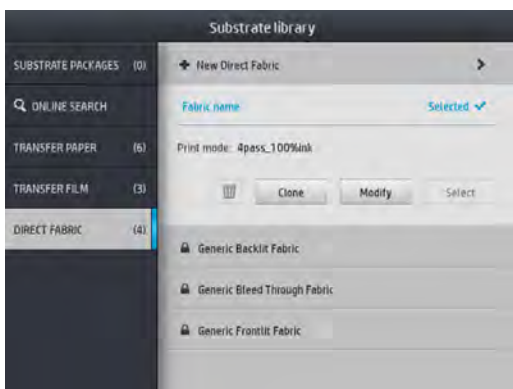 Substrate library
SUBSTRATE PACKAGES (0)
ONLINE SEARCH
TRANSFER PAPER (6)
TRANSFER FILM (3)
DIRECT FABRIC (4)
New Direct Fabric
Fabric name Selected
Print mode: 4pass_100%ink
Clone Modify Select
Generic Backlit Fabric
Generic Bleed Through Fabric
Generic Frontlit Fabric